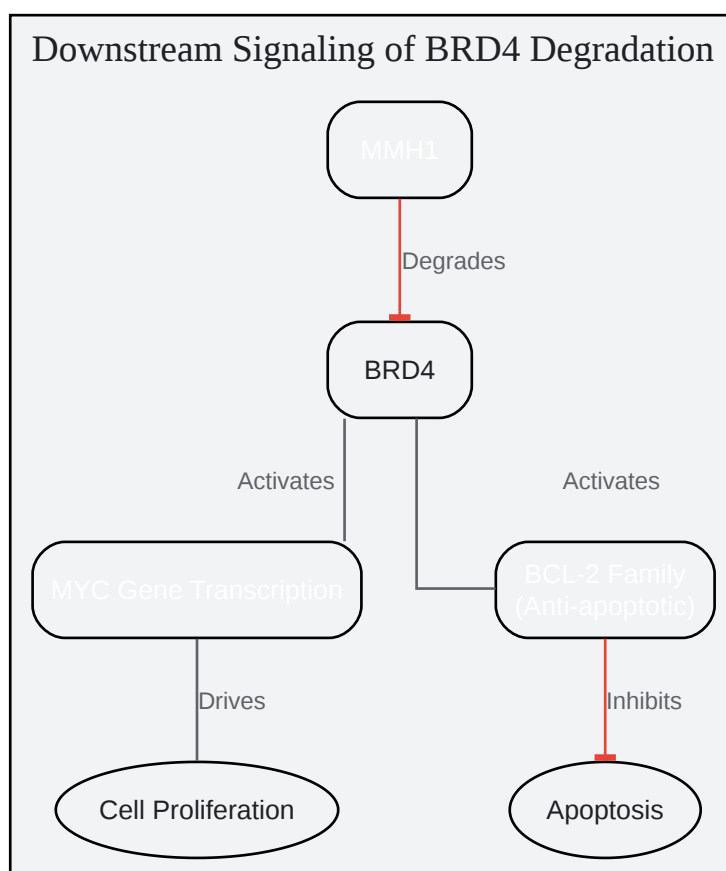 Downstream Signaling of BRD4 Degradation
MMH1
Degrades
BRD4
Activates
Activates
MYC Gene Transcription
BCL-2 Family
(Anti-apoptotic)
Drives
Inhibits
Cell Proliferation
Apoptosis